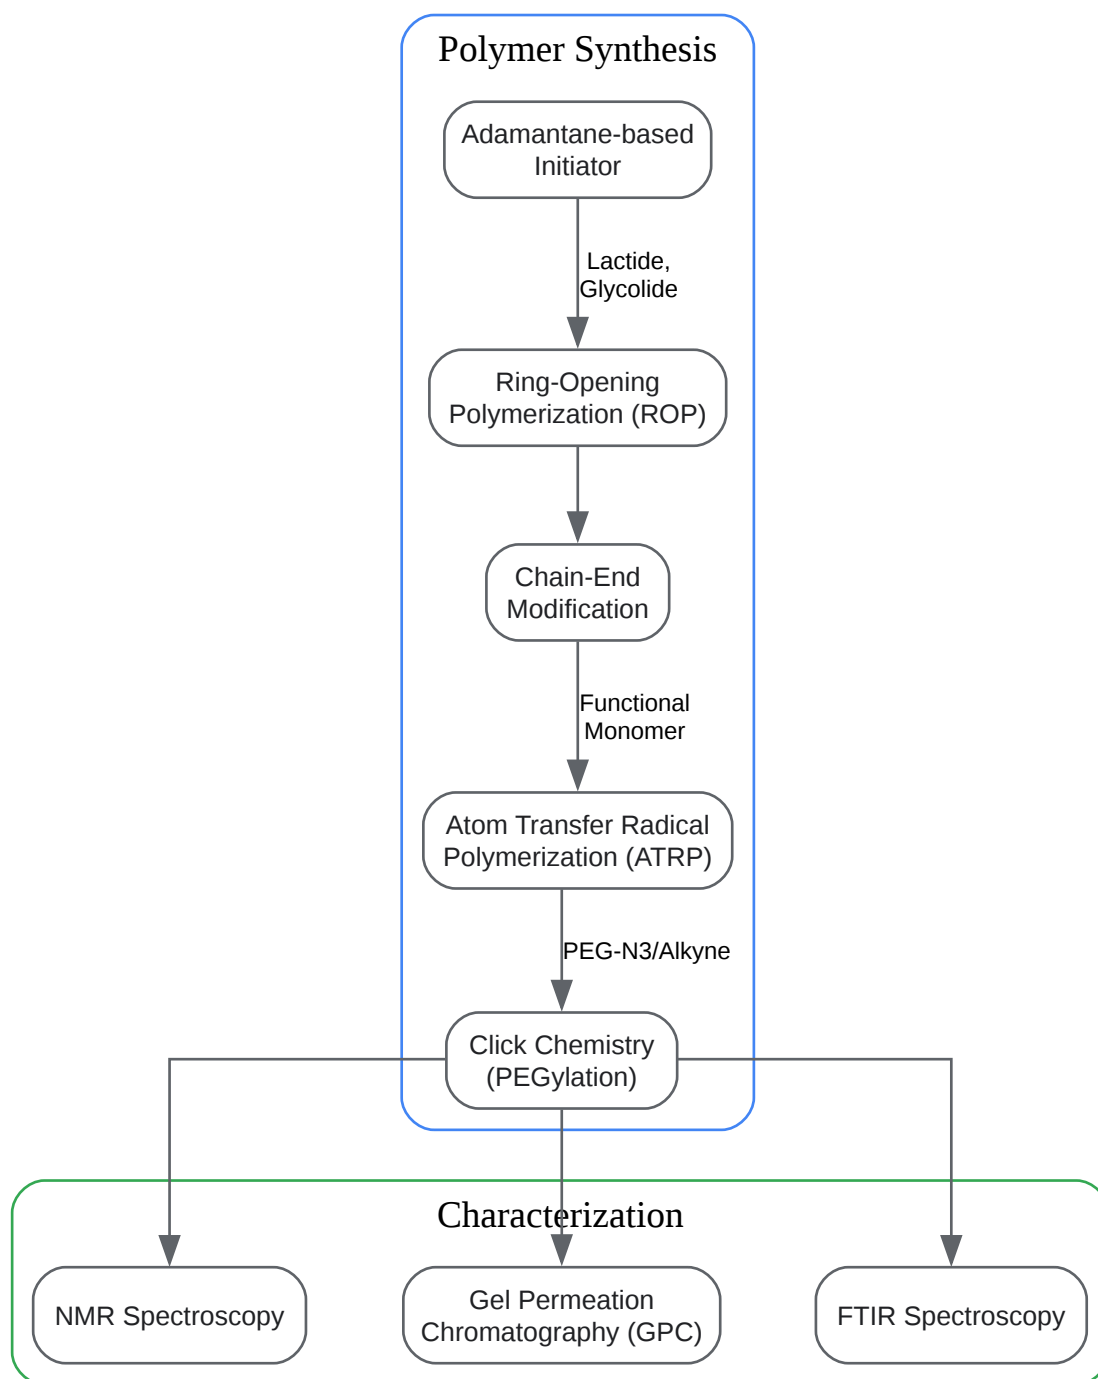 Polymer Synthesis
Adamantane-based
Initiator
Lactide,
Glycolide
Ring-Opening
Polymerization (ROP)
Chain-End
Modification
Functional
Monomer
Atom Transfer Radical
Polymerization (ATRP)
PEG-N3/Alkyne
Click Chemistry
(PEGylation)
Characterization
NMR Spectroscopy
Gel Permeation
Chromatography (GPC)
FTIR Spectroscopy